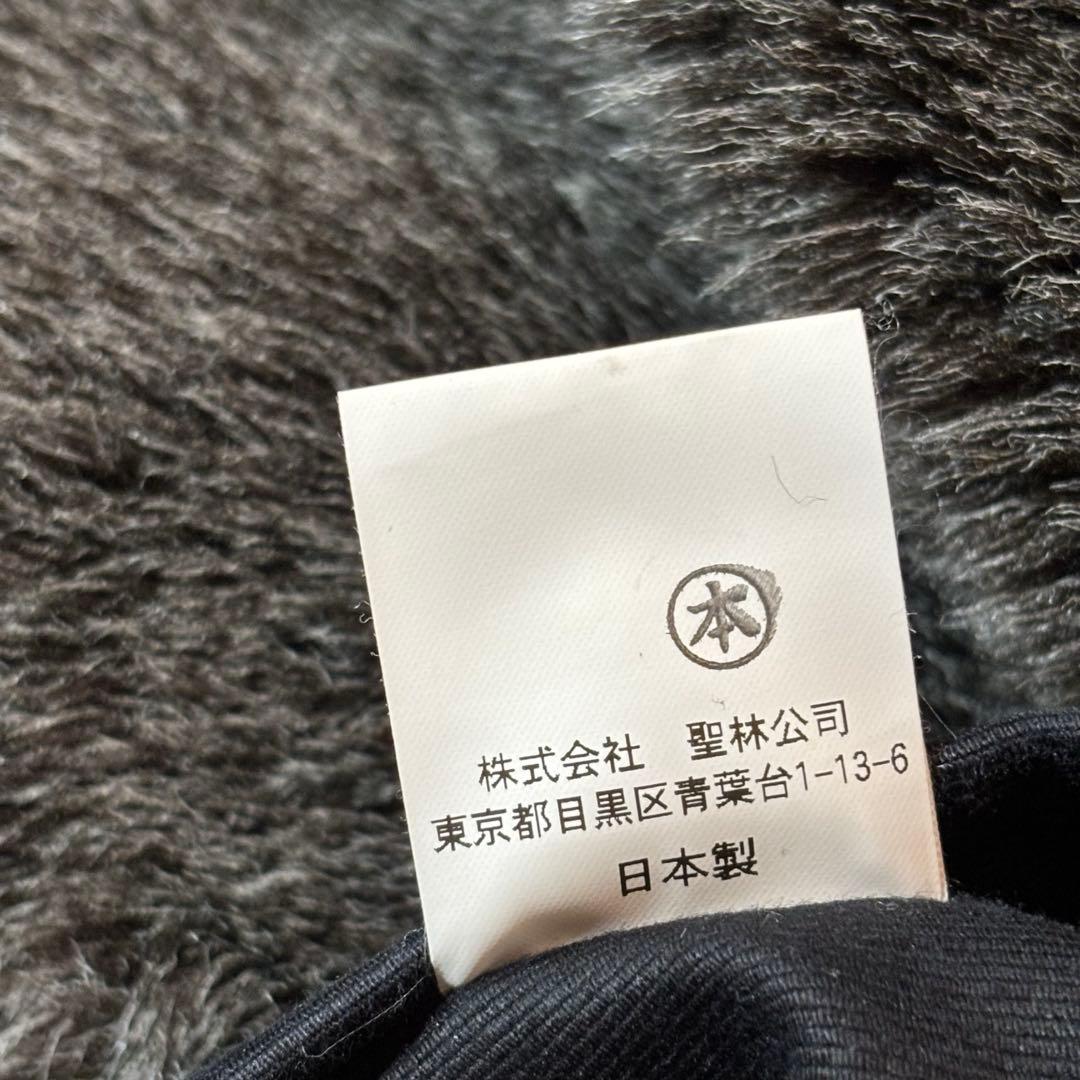 本
株式会社 聖林公司
東京都目黒区青葉台1-13-6
日本製